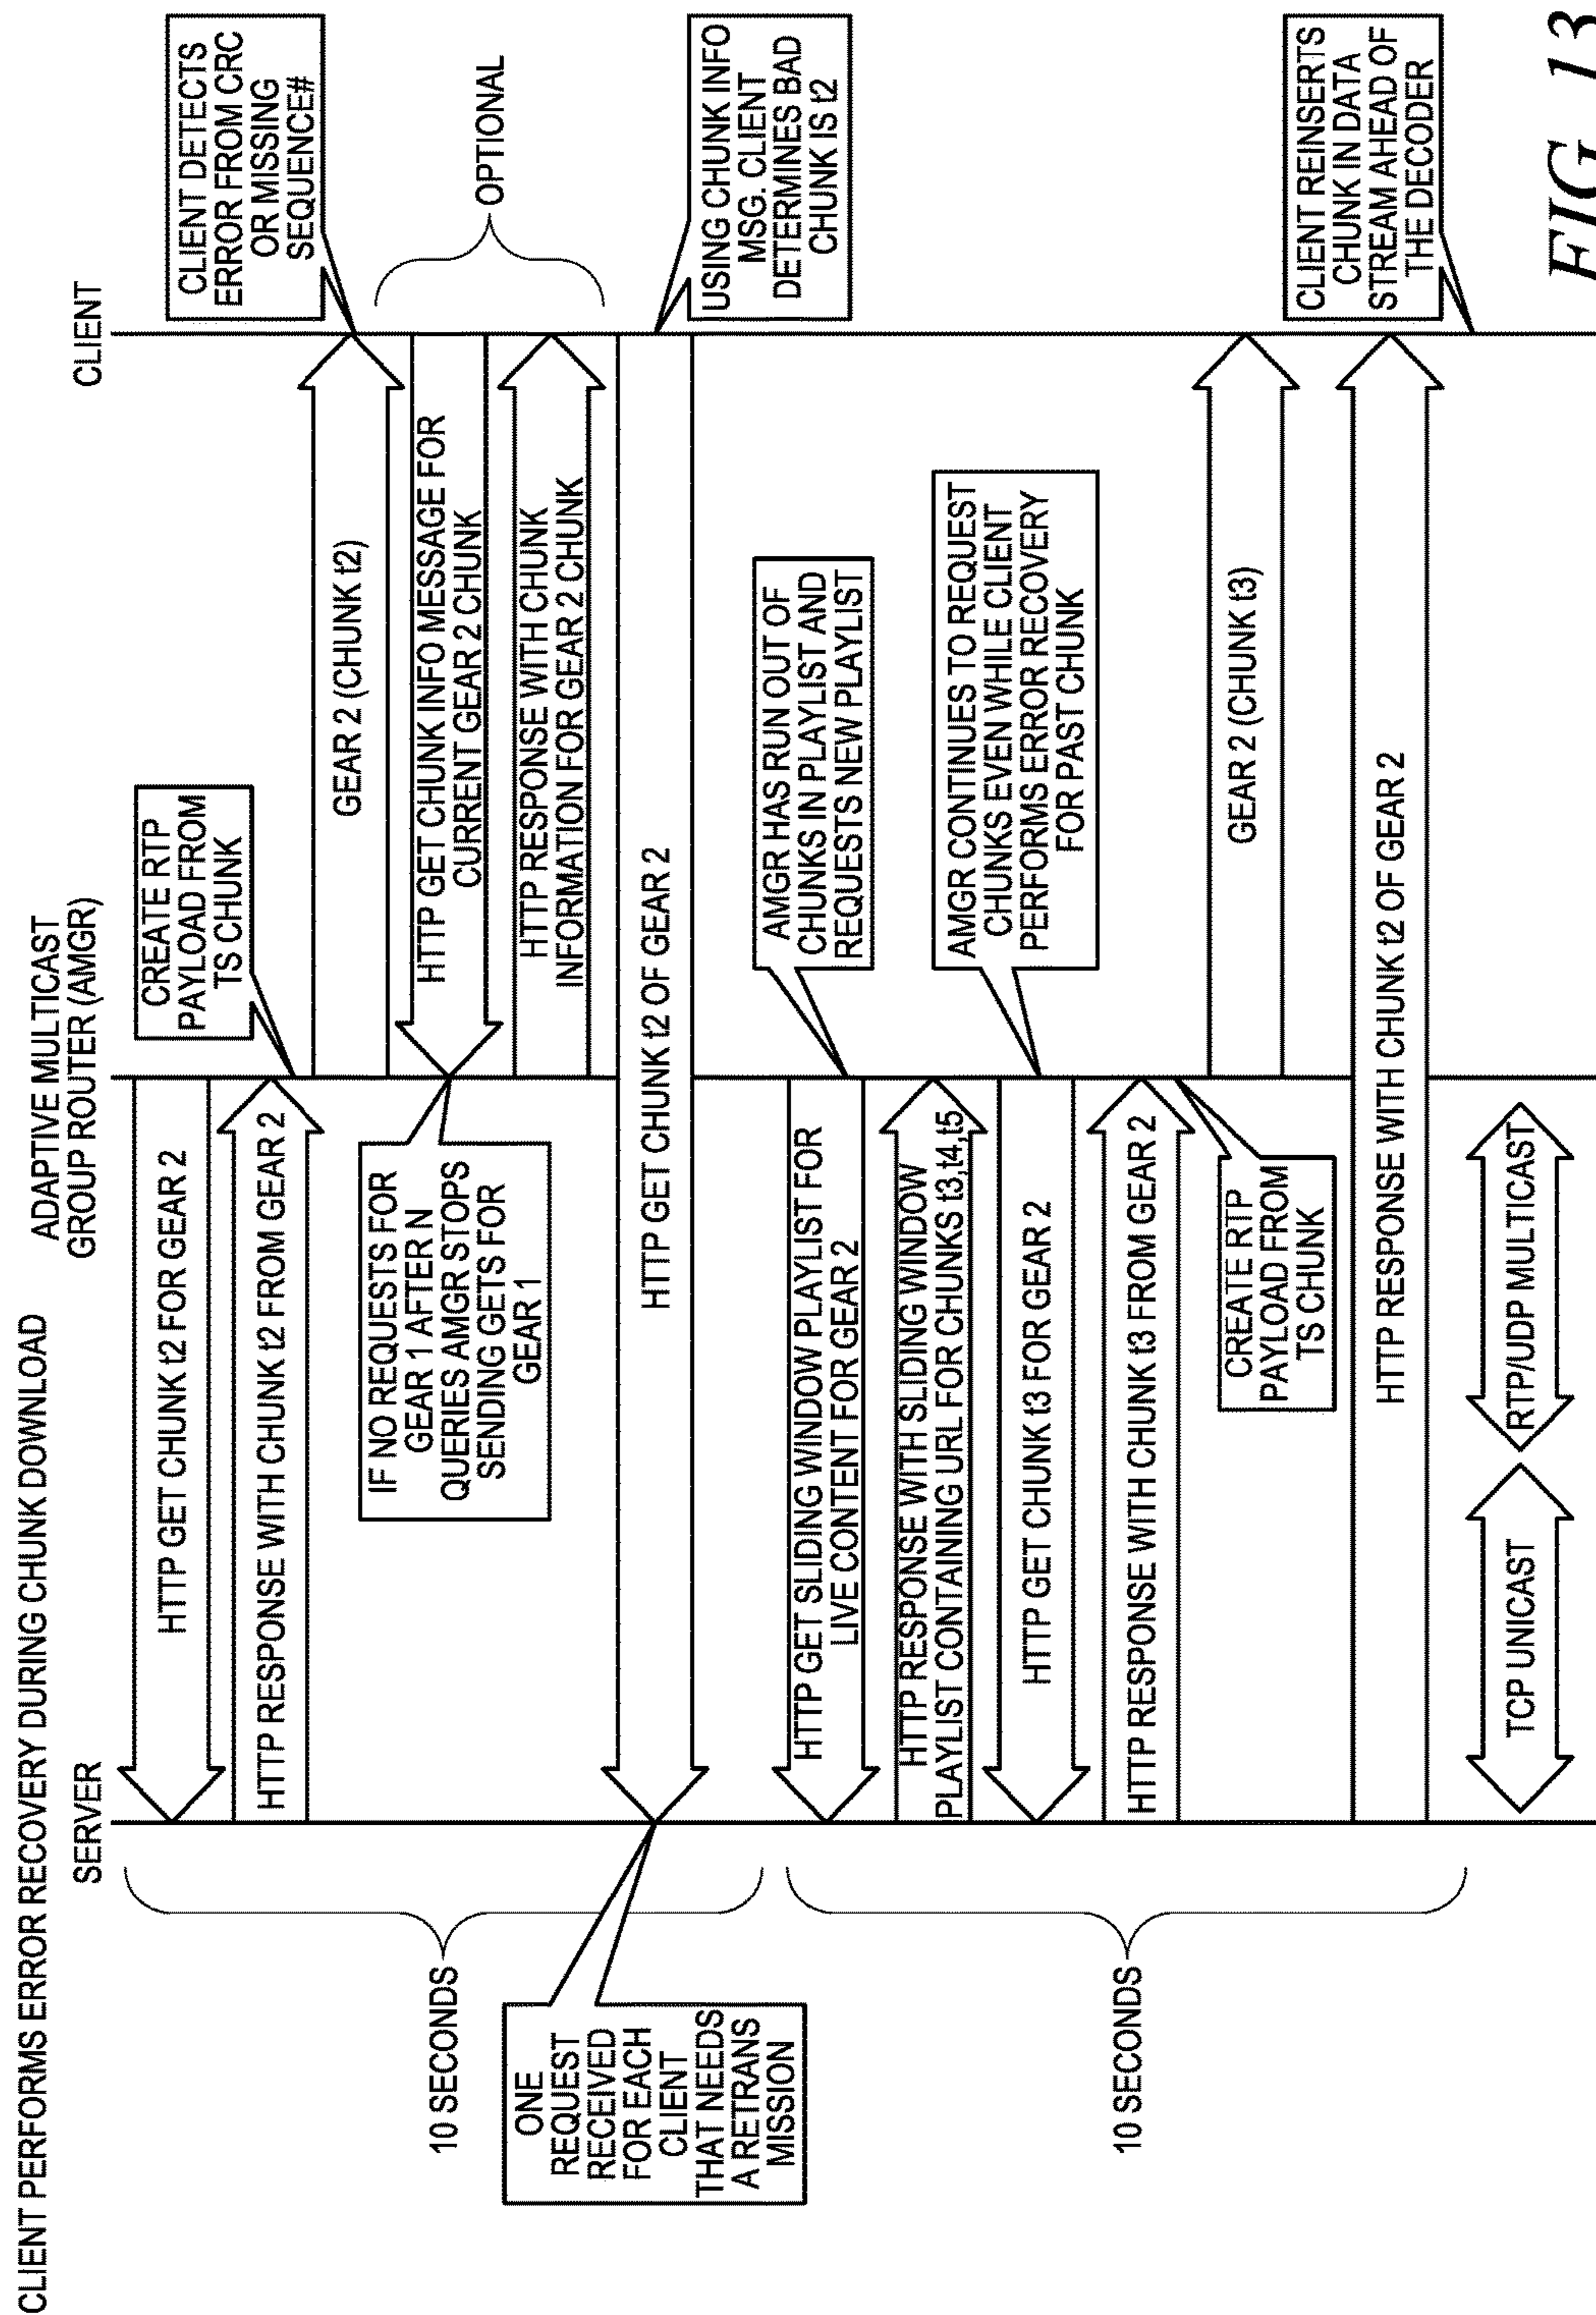 CLIENT PERFORMS ERROR RECOVERY DURING CHUNK DOWNLOAD
SERVER
ADAPTIVE MULTICAST
GROUP ROUTER (AMGR)
CLIENT
HTTP GET CHUNK t2 FOR GEAR 2
CREATE RTP
PAYLOAD FROM
TS CHUNK
CLIENT DETECTS
ERROR FROM CRC
OR MISSING
SEQUENCE#
HTTP RESPONSE WITH CHUNK t2 FROM GEAR 2
GEAR 2 (CHUNK t2)
IF NO REQUESTS FOR
GEAR 1 AFTER N
QUERIES AMGR STOPS
SENDING GETS FOR
GEAR 1
HTTP GET CHUNK INFO MESSAGE FOR
CURRENT GEAR 2 CHUNK
OPTIONAL
10 SECONDS
HTTP RESPONSE WITH CHUNK
INFORMATION FOR GEAR 2 CHUNK
ONE
REQUEST
RECEIVED
FOR EACH
CLIENT
THAT NEEDS
A RETRANS
MISSION
HTTP GET CHUNK t2 OF GEAR 2
USING CHUNK INFO
MSG. CLIENT
DETERMINES BAD
CHUNK IS t2
HTTP GET SLIDING WINDOW PLAYLIST FOR
LIVE CONTENT FOR GEAR 2
AMGR HAS RUN OUT OF
CHUNKS IN PLAYLIST AND
REQUESTS NEW PLAYLIST
HTTP RESPONSE WITH SLIDING WINDOW
PLAYLIST CONTAINING URL FOR CHUNKS t3,t4,t5
AMGR CONTINUES TO REQUEST
CHUNKS EVEN WHILE CLIENT
PERFORMS ERROR RECOVERY
FOR PAST CHUNK
HTTP GET CHUNK t3 FOR GEAR 2
10 SECONDS
HTTP RESPONSE WITH CHUNK t3 FROM GEAR 2
CREATE RTP
PAYLOAD FROM
TS CHUNK
GEAR 2 (CHUNK t3)
CLIENT REINSERTS
CHUNK IN DATA
STREAM AHEAD OF
THE DECODER
HTTP RESPONSE WITH CHUNK t2 OF GEAR 2
TCP UNICAST
RTP/UDP MULTICAST
FIG. 13